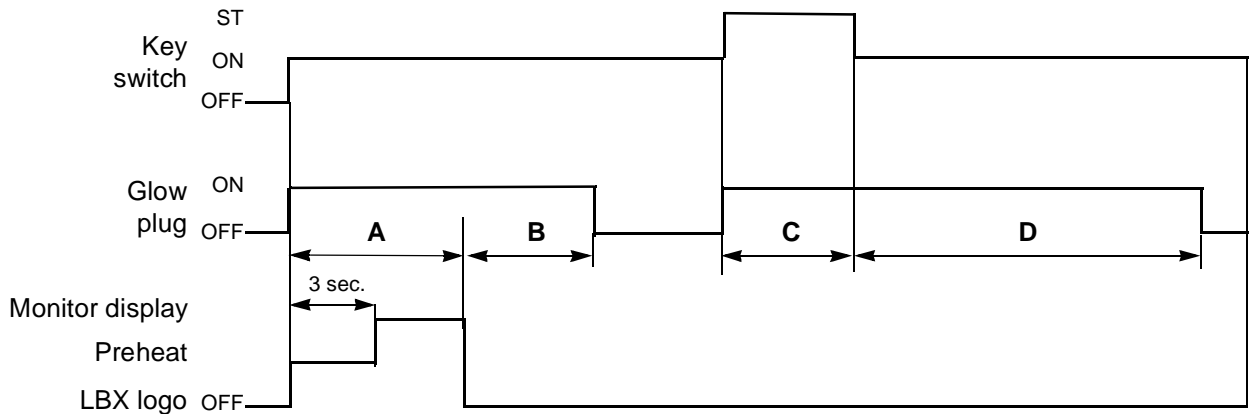 ST
Key
switch
ON
OFF
Glow
plug
ON
OFF
A
B
C
D
3 sec.
Monitor display
Preheat
LBX logo OFF